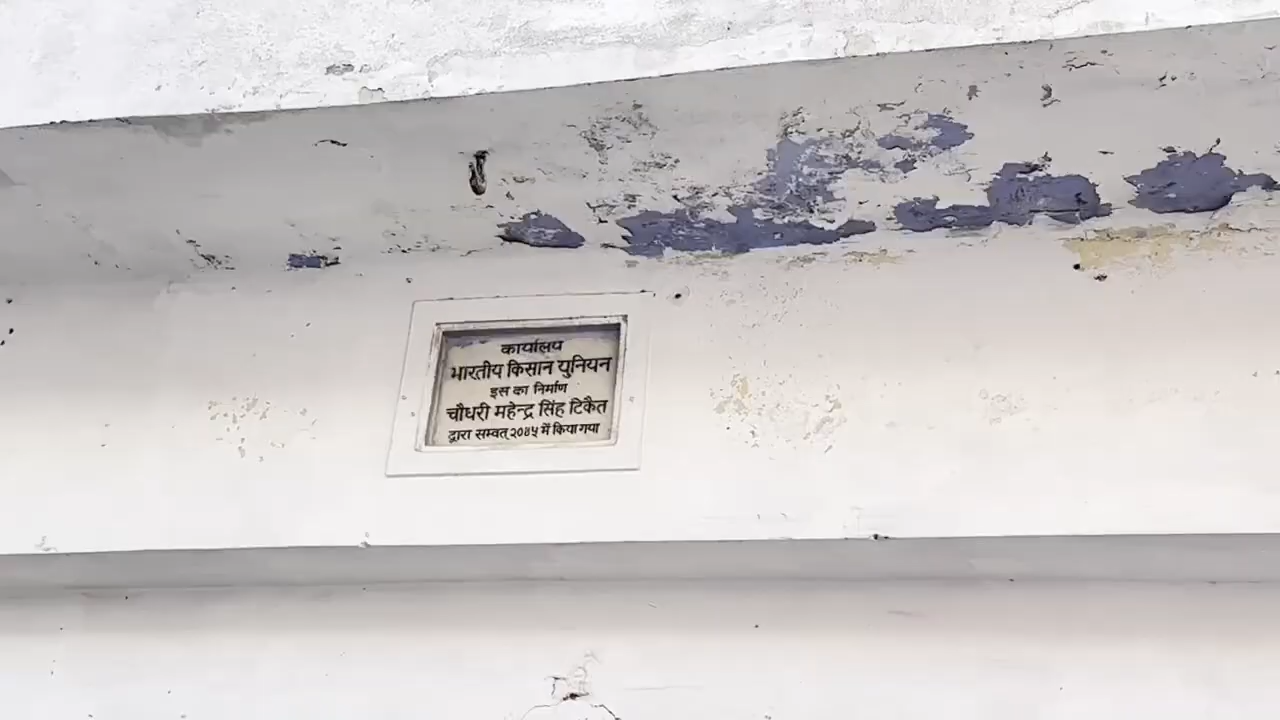 कार्यालय
भारतीय किसान युनियन
इस का निर्माण
चौधरी महेन्द्र सिंह टिकैत
द्वारा सम्वत् २०४५ में किया गया